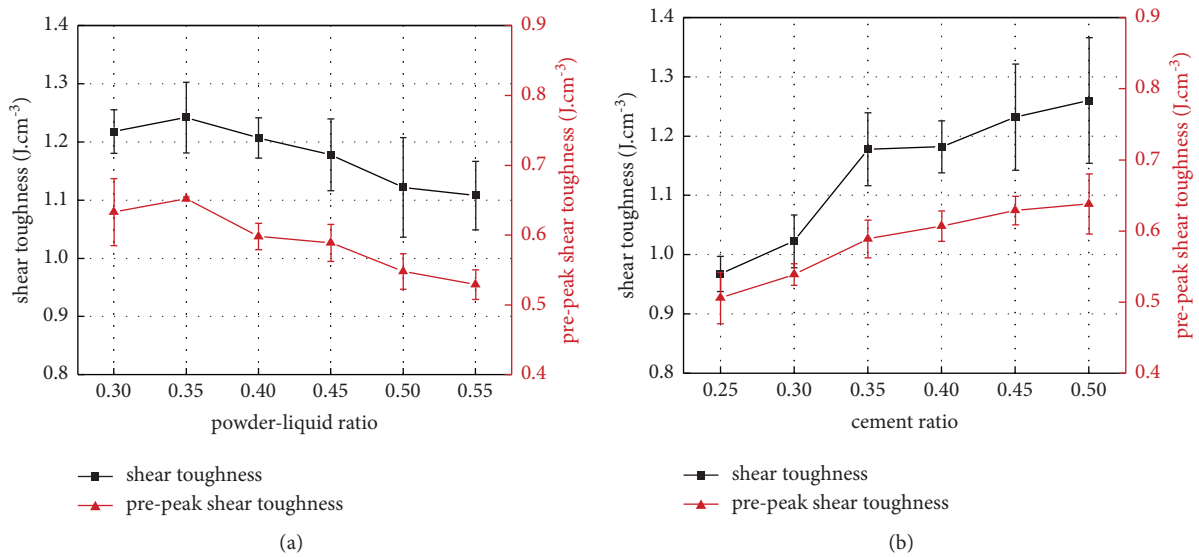 1.4
1.3
1.2
1.1
1.0
0.9
0.8
shear toughness (J.cm-3)
0.30 0.35 0.40 0.45 0.50 0.55
powder-liquid ratio
0.9
0.8
0.7
0.6
0.5
0.4
pre-peak shear toughness (J.cm-3)
shear toughness
pre-peak shear toughness
(a)
1.4
1.3
1.2
1.1
1.0
0.9
0.8
shear toughness (J.cm-3)
0.25 0.30 0.35 0.40 0.45 0.50
cement ratio
0.9
0.8
0.7
0.6
0.5
0.4
pre-peak shear toughness (J.cm-3)
shear toughness
pre-peak shear toughness
(b)